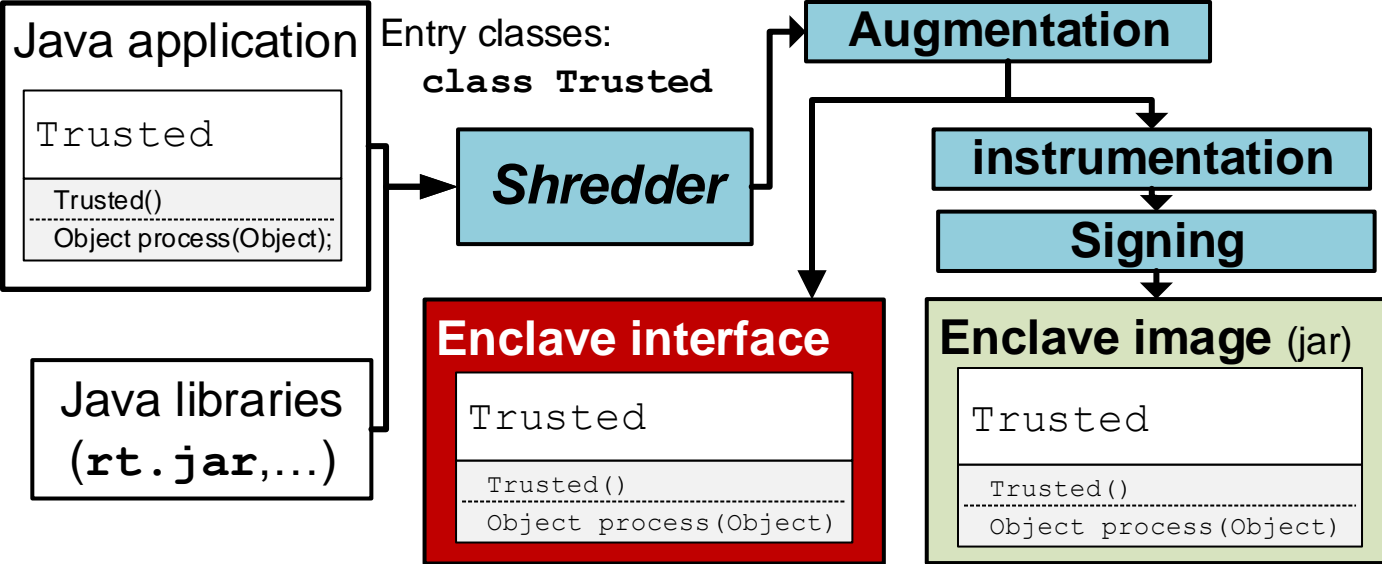 Java application
Trusted
Trusted()
Object process(Object);
Java libraries
(rt.jar,...)
Entry classes:
class Trusted
Shredder
Augmentation
instrumentation
Signing
Enclave interface
Trusted
Trusted()
Object process(Object)
Enclave image (jar)
Trusted
Trusted()
Object process(Object)